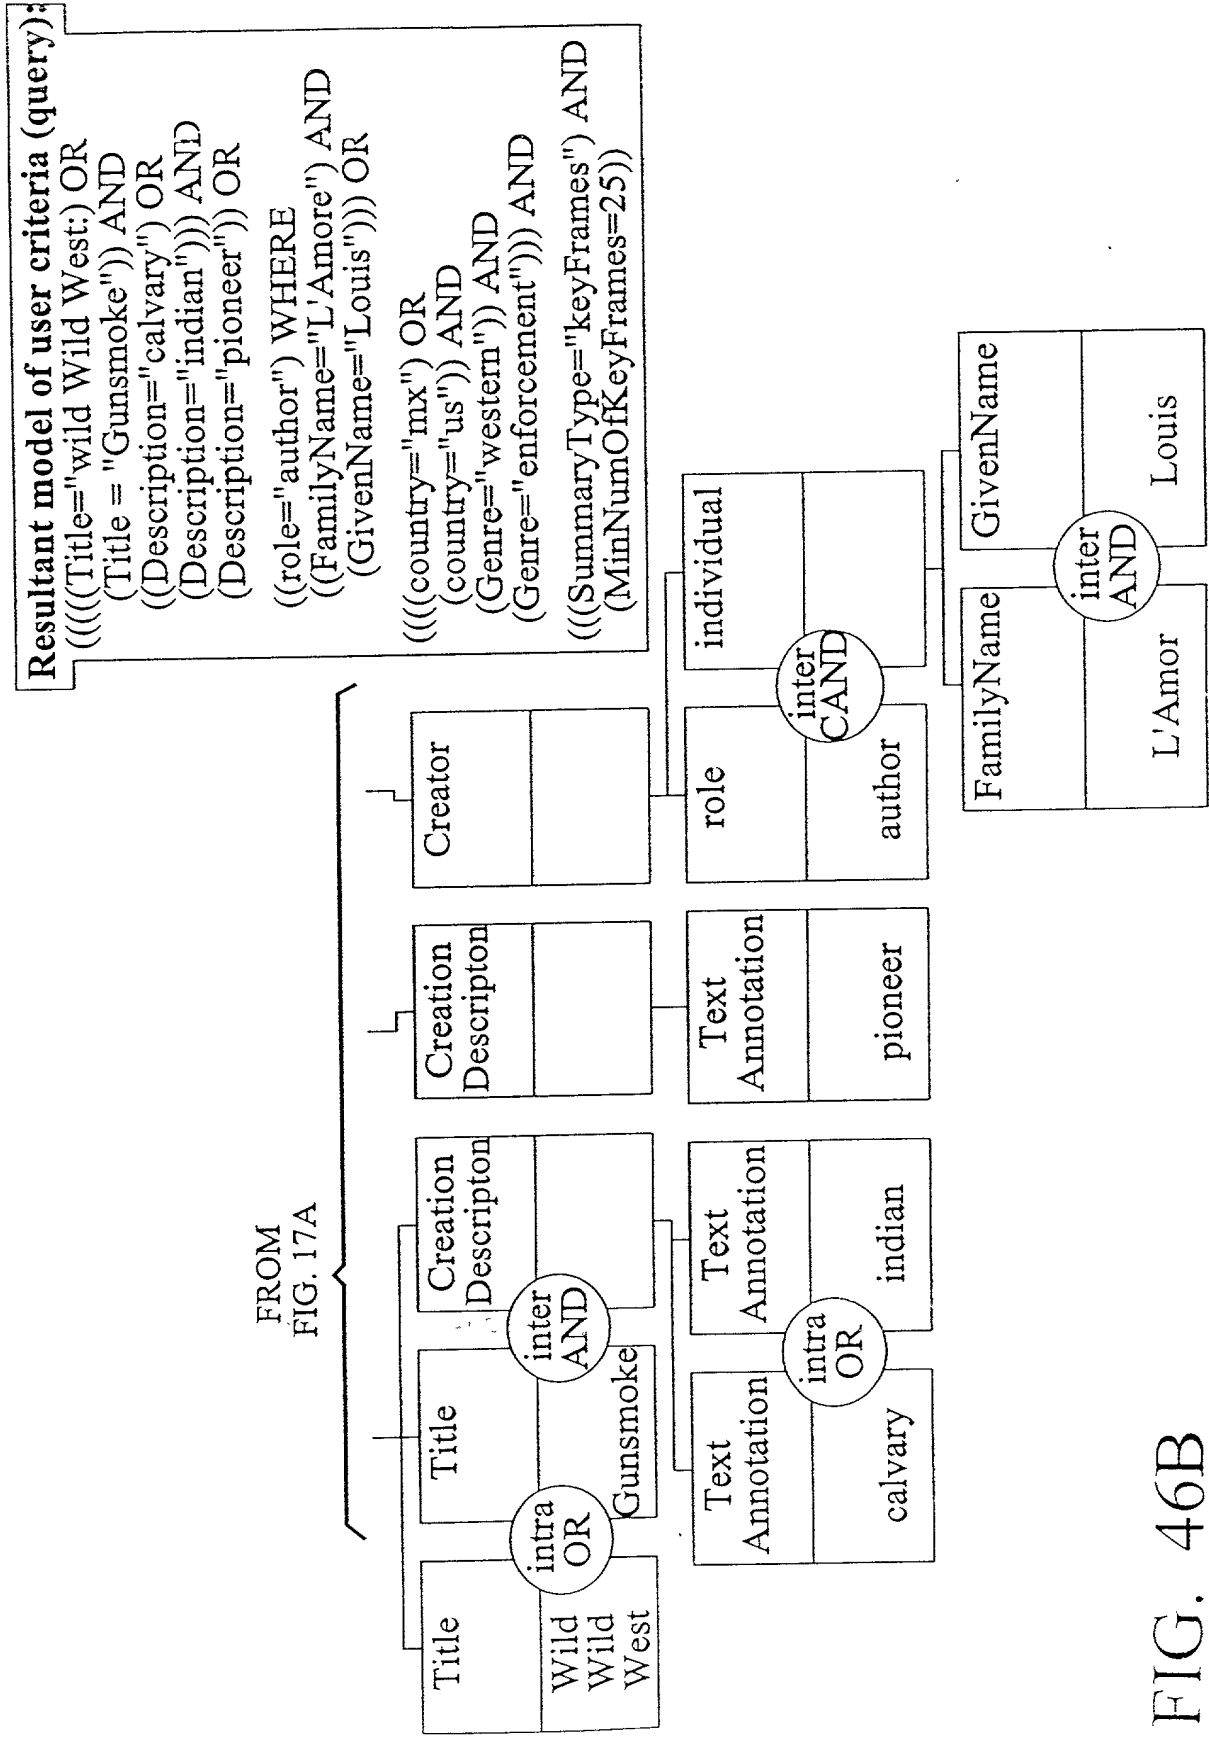 Resultant model of user criteria (query):
((((((Title="wild Wild West:) OR
(Title = "Gunsmoke")) AND
((Description="calvary") OR
(Description="indian"))) AND
(Description="pioneer")) OR
((role="author") WHERE
((FamilyName="L'Amore") AND
(GivenName="Louis"))) OR
(((((country="mx") OR
(country="us")) AND
(Genre="western")) AND
(Genre="enforcement"))) AND
(((SummaryType="keyFrames") AND
(MinNumOfKeyFrames=25))
FROM
FIG. 17A
Title
Wild
Wild
West
intra
OR
Title
Gunsmoke
inter
AND
Creation
Descripton
Creation
Descripton
Creator
Text
Annotation
calvary
intra
OR
Text
Annotation
indian
Text
Annotation
pioneer
role
author
inter
CAND
individual
FamilyName
L'Amor
inter
AND
GivenName
Louis
FIG. 46B